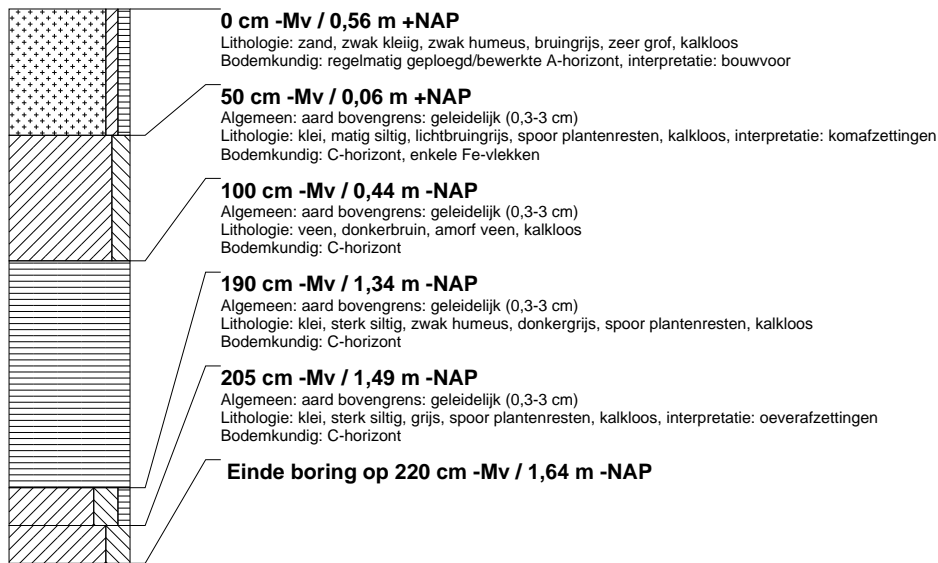 0 cm -Mv / 0,56 m +NAP
Lithologie: zand, zwak kleiig, zwak humeus, bruingrijs, zeer grof, kalkloos
Bodemkundig: regelmatig geploegd/bewerkte A-horizont, interpretatie: bouwvoor
50 cm -Mv / 0,06 m +NAP
Algemeen: aard bovengrens: geleidelijk (0,3-3 cm)
Lithologie: klei, matig siltig, lichtbruingrijs, spoor plantenresten, kalkloos, interpretatie: komafzettingen
Bodemkundig: C-horizont, enkele Fe-vlekken
100 cm -Mv / 0,44 m -NAP
Algemeen: aard bovengrens: geleidelijk (0,3-3 cm)
Lithologie: veen, donkerbruin, amorf veen, kalkloos
Bodemkundig: C-horizont
190 cm -Mv / 1,34 m -NAP
Algemeen: aard bovengrens: geleidelijk (0,3-3 cm)
Lithologie: klei, sterk siltig, zwak humeus, donkergrijs, spoor plantenresten, kalkloos
Bodemkundig: C-horizont
205 cm -Mv / 1,49 m -NAP
Algemeen: aard bovengrens: geleidelijk (0,3-3 cm)
Lithologie: klei, sterk siltig, grijs, spoor plantenresten, kalkloos, interpretatie: oeverafzettingen
Bodemkundig: C-horizont
Einde boring op 220 cm -Mv / 1,64 m -NAP